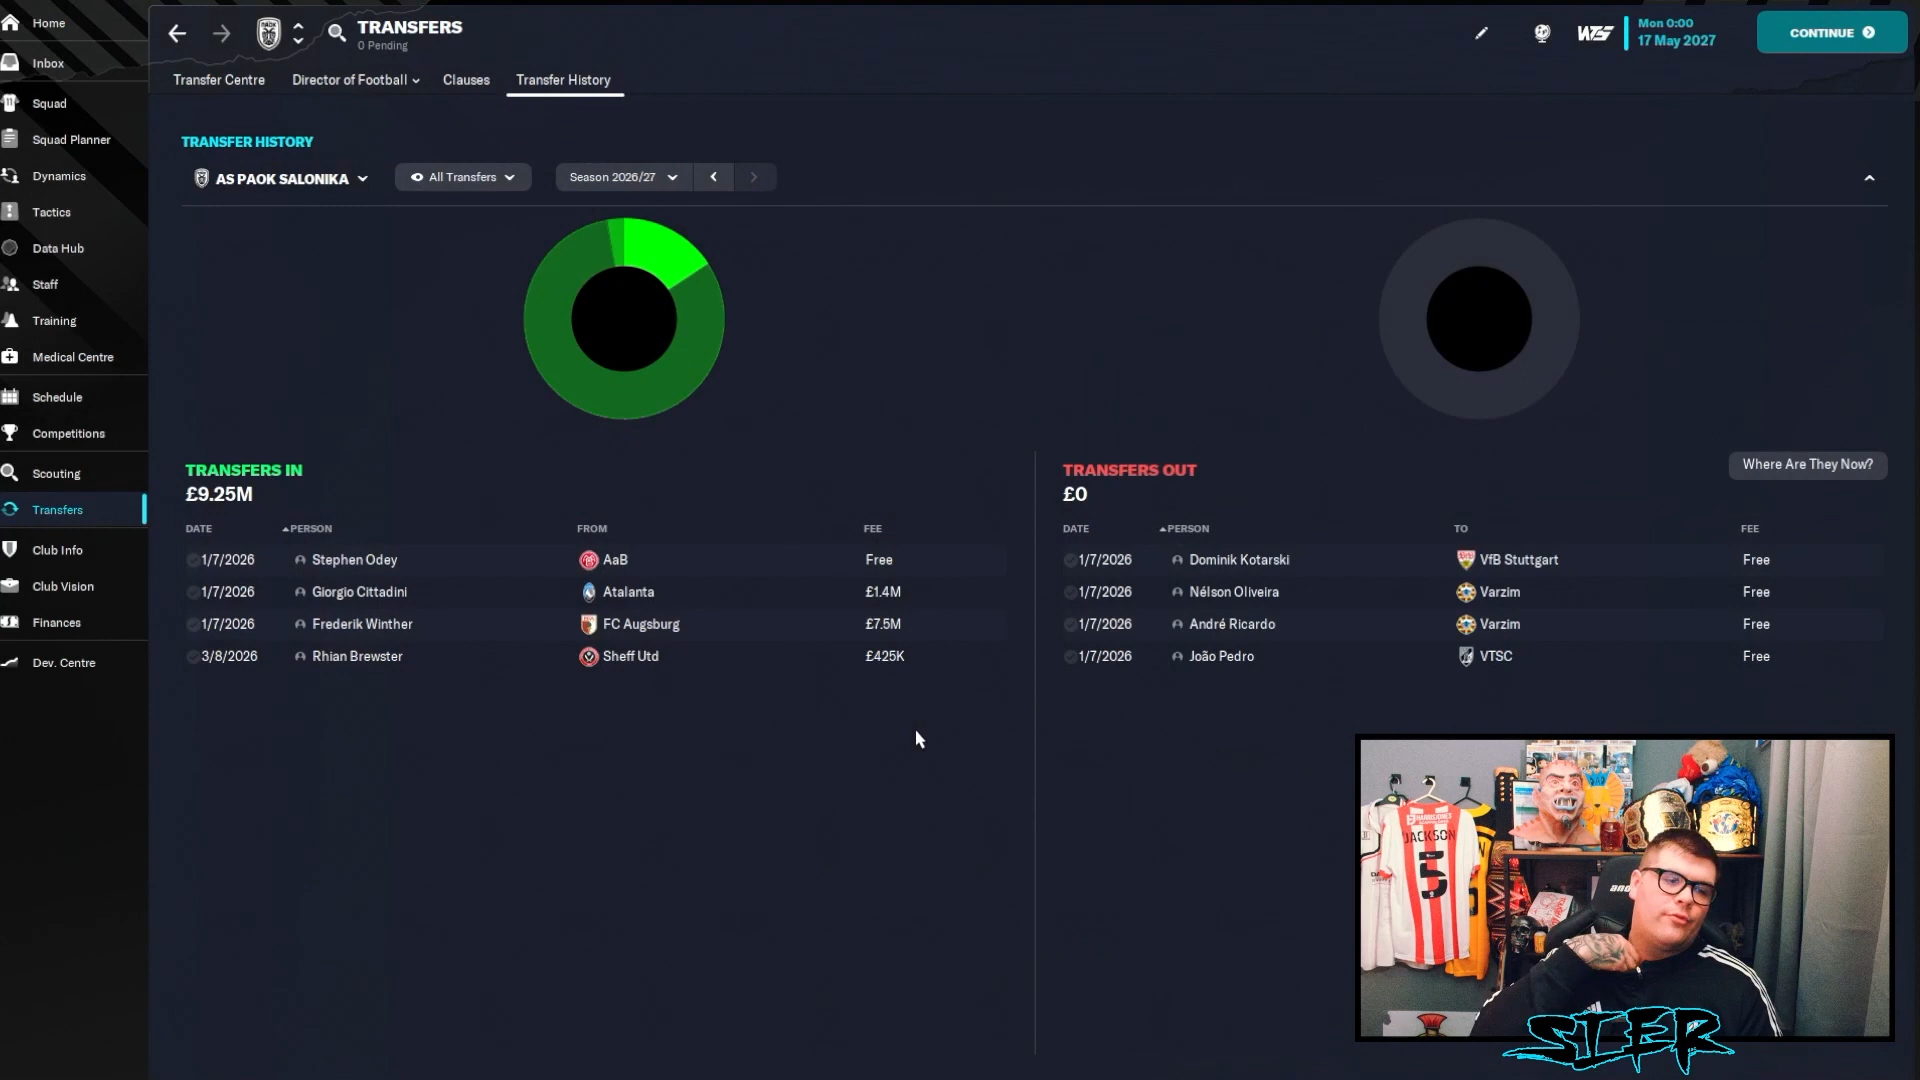 Home
Inbox
Squad
Squad Planner
Dynamics
Tactics
Data Hub
Staff
Training
Medical Centre
Schedule
Competitions
Scouting
Transfers
Club Info
Club Vision
Finances
Dev. Centre
TRANSFERS
0 Pending
Mon 0:00
17 May 2027
CONTINUE
Transfer Centre
Director of Football
Clauses
Transfer History
TRANSFER HISTORY
AS PAOK SALONIKA
All Transfers
Season 2026/27
TRANSFERS IN
£9.25M
DATE PERSON FROM FEE
1/7/2026 Stephen Odey AaB Free
1/7/2026 Giorgio Cittadini Atalanta £1.4M
1/7/2026 Frederik Winther FC Augsburg £7.5M
3/8/2026 Rhian Brewster Sheff Utd £425K
TRANSFERS OUT
£0
Where Are They Now?
DATE PERSON TO FEE
1/7/2026 Dominik Kotarski VfB Stuttgart Free
1/7/2026 Nélson Oliveira Varzim Free
1/7/2026 André Ricardo Varzim Free
1/7/2026 João Pedro VTSC Free
JACKSON
5